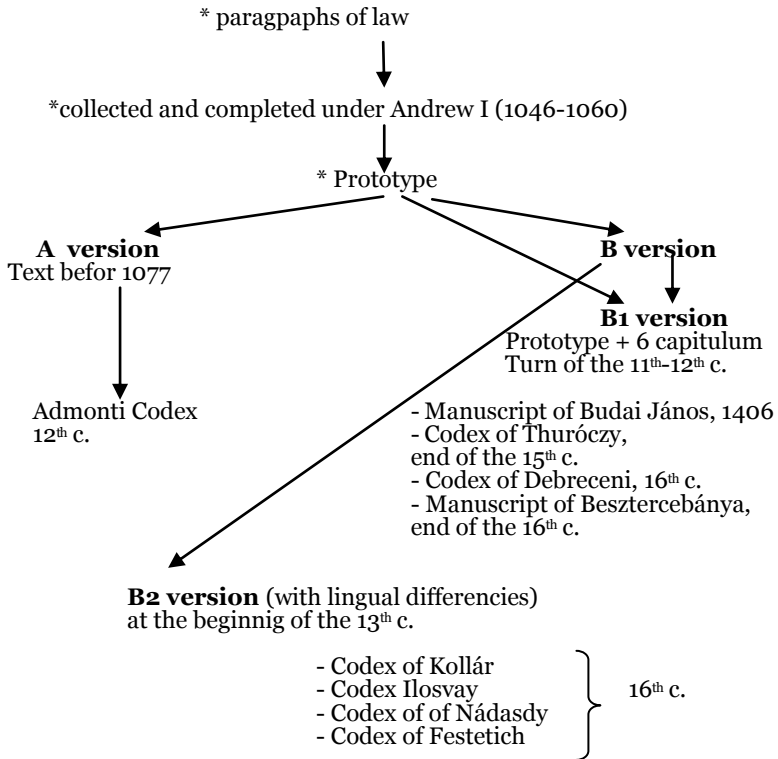 * paragpaphs of law
*collected and completed under Andrew I (1046-1060)
* Prototype
A version
Text befor 1077
B version
B1 version
Prototype + 6 capitulum
Turn of the 11th-12th c.
Admonti Codex
12th c.
- Manuscript of Budai János, 1406
- Codex of Thuróczy,
end of the 15th c.
- Codex of Debreceni, 16th c.
- Manuscript of Besztercebánya,
end of the 16th c.
B2 version (with lingual differencies)
at the beginnig of the 13th c.
- Codex of Kollár
- Codex Ilosvay
- Codex of of Nádasdy
- Codex of Festetich
16th c.